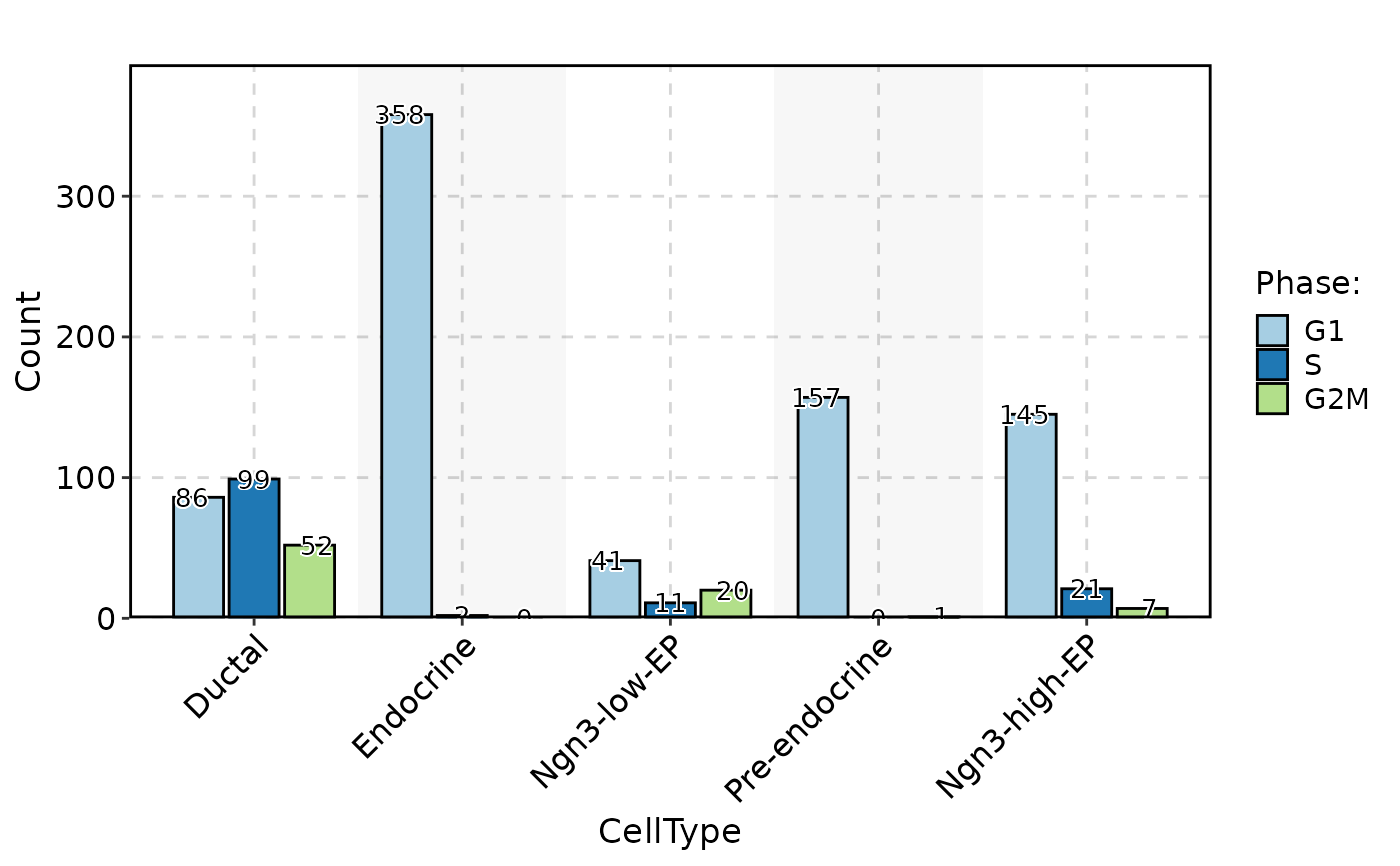 358
300
Count
200
100
0
86
99
52
2
0
41
11
20
157
0
1
145
21
7
Ductal
Endocrine
Ngn3-low-EP
Pre-endocrine
Ngn3-high-EP
CellType
Phase:
G1
S
G2M